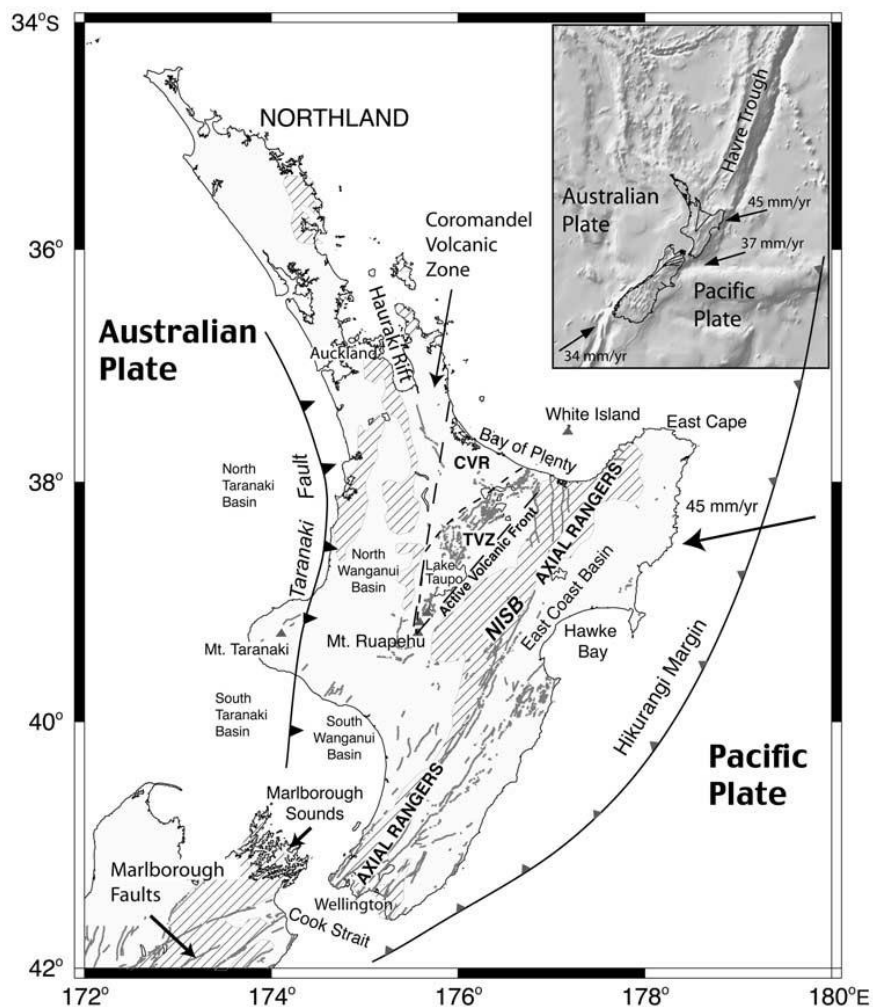 34°S
36°
38°
40°
42°
172°
174°
176°
178°
180°E
NORTHLAND
Coromandel
Volcanic
Zone
Hauraki Rift
Auckland
Australian
Plate
North
Taranaki
Basin
Taranaki Fault
White Island
East Cape
Bay of Plenty
CVR
TVZ
Lake
Taupo
Active Volcanic Front
AXIAL RANGERS
NISB
East Coast Basin
45 mm/yr
North
Wanganui
Basin
Mt. Taranaki
Mt. Ruapehu
Hawke
Bay
Hikurangi Margin
South
Taranaki
Basin
South
Wanganui
Basin
Pacific
Plate
AXIAL RANGERS
Marlborough
Sounds
Marlborough
Faults
Wellington
Cook Strait
Havre Trough
Australian
Plate
45 mm/yr
37 mm/yr
Pacific
Plate
34 mm/yr